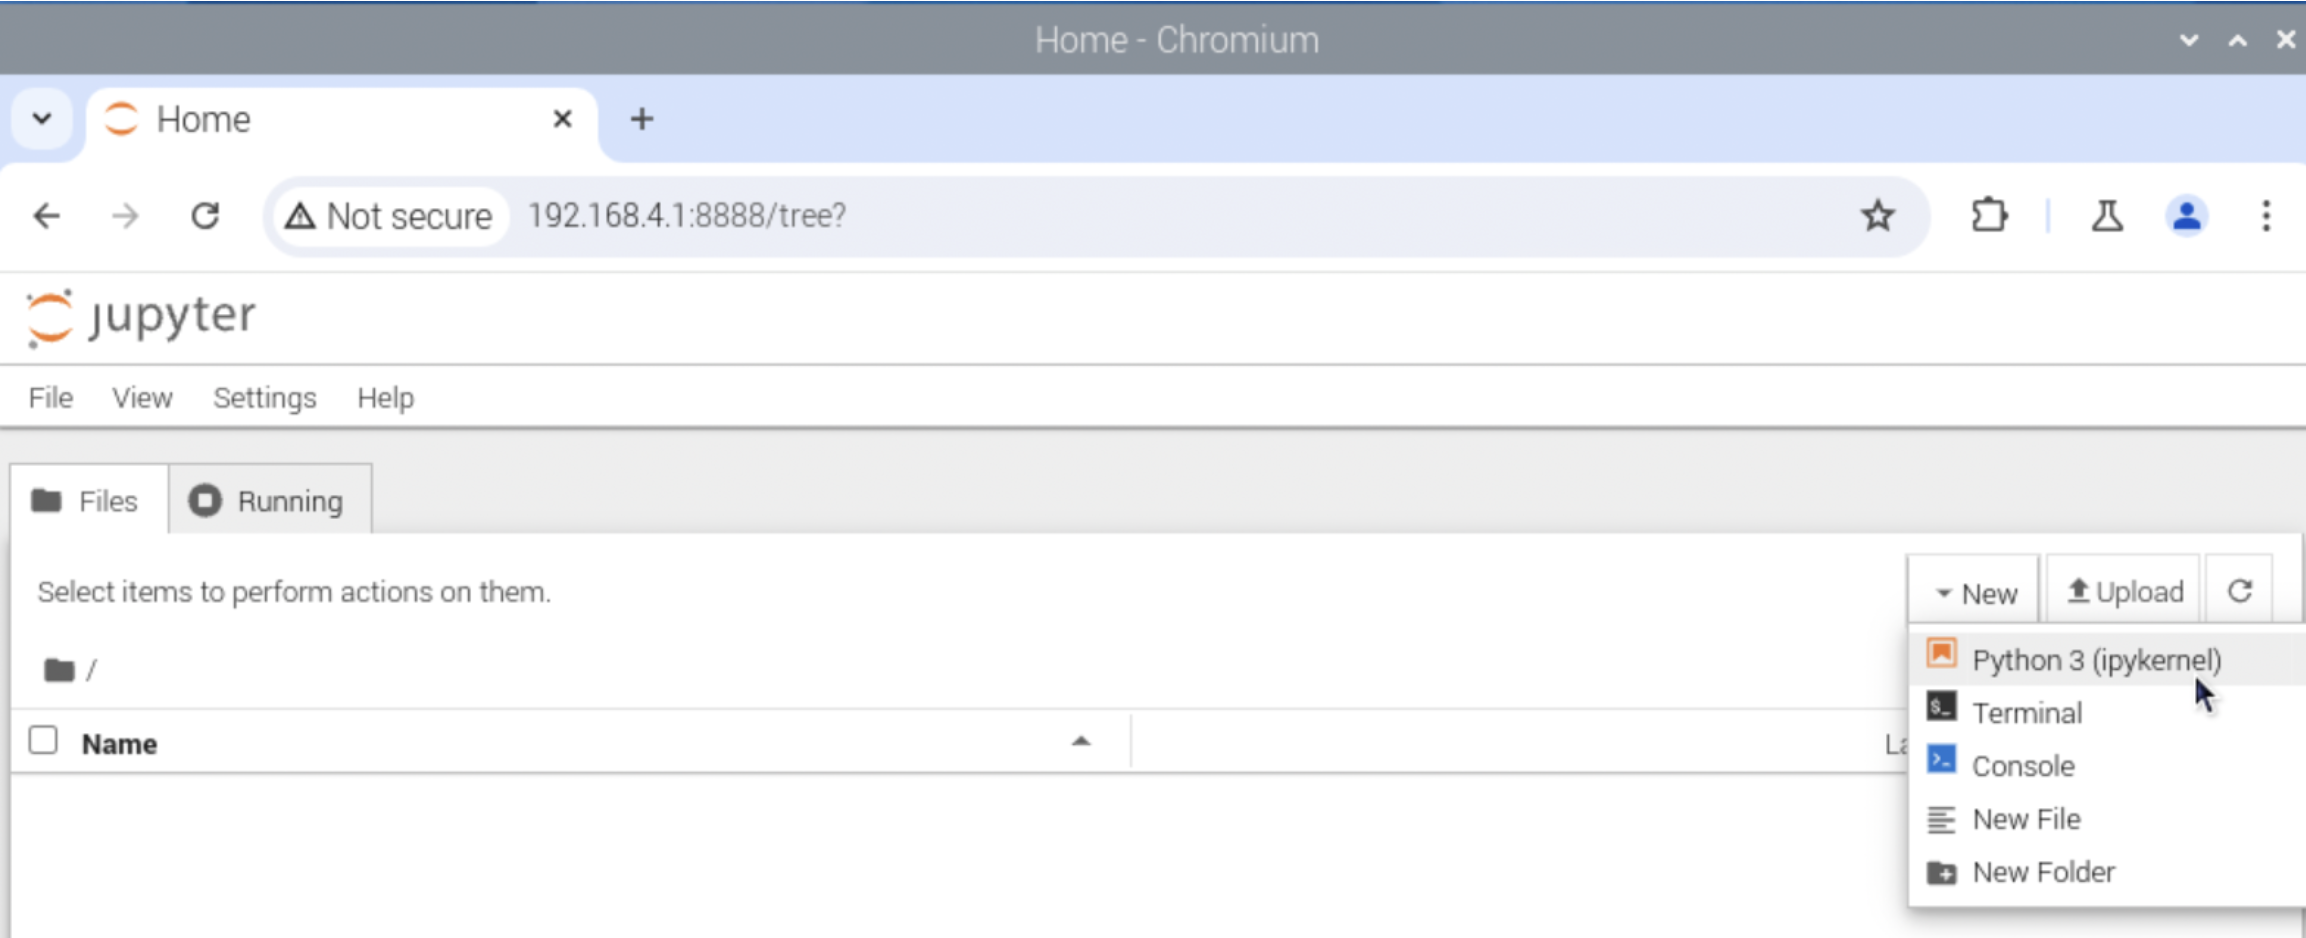 Home - Chromium
Home
Not secure 192.168.4.1:8888/tree?
jupyter
File View Settings Help
Files Running
Select items to perform actions on them.
New Upload
/
Python 3 (ipykernel)
Terminal
Name
Console
New File
New Folder